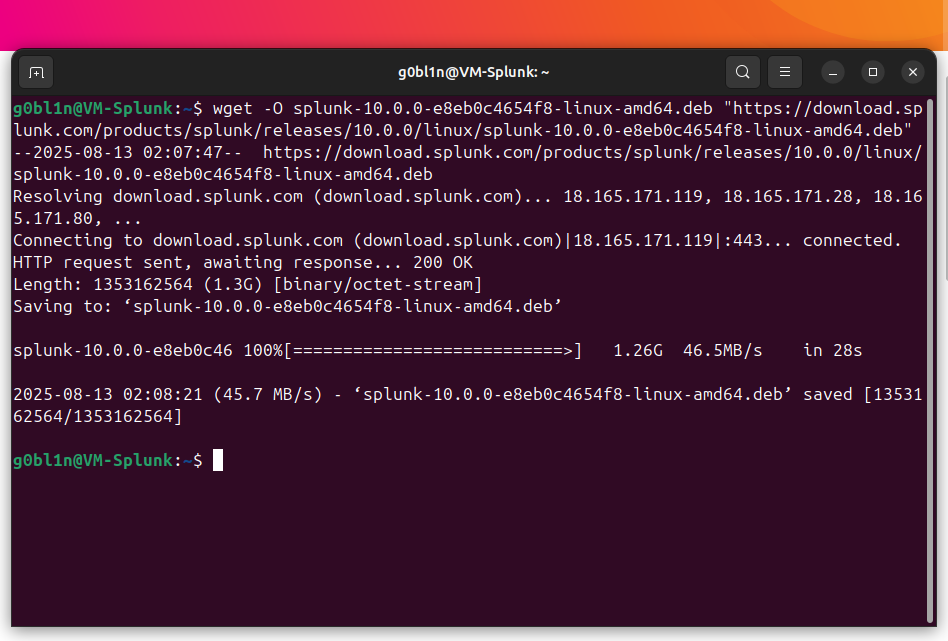 g0bl1n@VM-Splunk: ~
g0bl1n@VM-Splunk:~$ wget -O splunk-10.0.0-e8eb0c4654f8-linux-amd64.deb "https://download.sp
lunk.com/products/splunk/releases/10.0.0/linux/splunk-10.0.0-e8eb0c4654f8-linux-amd64.deb"
--2025-08-13 02:07:47--  https://download.splunk.com/products/splunk/releases/10.0.0/linux/
splunk-10.0.0-e8eb0c4654f8-linux-amd64.deb
Resolving download.splunk.com (download.splunk.com)... 18.165.171.119, 18.165.171.28, 18.16
5.171.80, ...
Connecting to download.splunk.com (download.splunk.com)|18.165.171.119|:443... connected.
HTTP request sent, awaiting response... 200 OK
Length: 1353162564 (1.3G) [binary/octet-stream]
Saving to: ‘splunk-10.0.0-e8eb0c4654f8-linux-amd64.deb’
splunk-10.0.0-e8eb0c46 100%[===========================>]   1.26G  46.5MB/s    in 28s
2025-08-13 02:08:21 (45.7 MB/s) - ‘splunk-10.0.0-e8eb0c4654f8-linux-amd64.deb’ saved [13531
62564/1353162564]
g0bl1n@VM-Splunk:~$